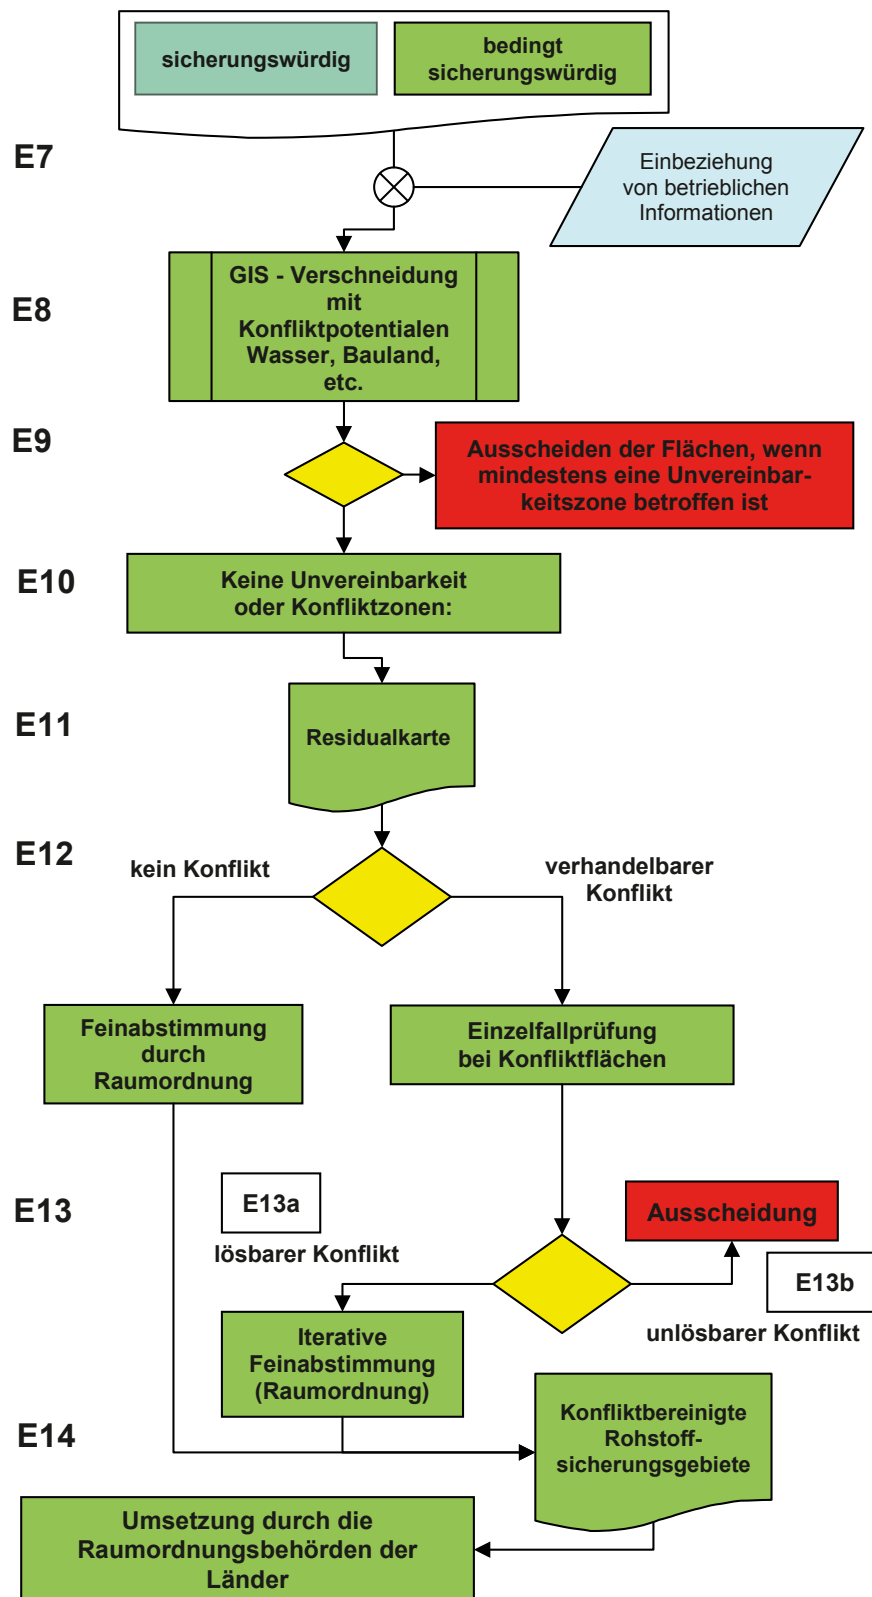 sicherungswürdig
bedingt
sicherungswürdig
E7
Einbeziehung
von betrieblichen
Informationen
E8
GIS - Verschneidung
mit
Konfliktpotentialen
Wasser, Bauland,
etc.
E9
Ausscheiden der Flächen, wenn
mindestens eine Unvereinbar-
keitszone betroffen ist
E10
Keine Unvereinbarkeit
oder Konfliktzonen:
E11
Residualkarte
E12
kein Konflikt
verhandelbarer
Konflikt
Feinabstimmung
durch
Raumordnung
Einzelfallprüfung
bei Konfliktflächen
E13
E13a
lösbarer Konflikt
Ausscheidung
E13b
unlösbarer Konflikt
Iterative
Feinabstimmung
(Raumordnung)
E14
Konfliktbereinigte
Rohstoff-
sicherungsgebiete
Umsetzung durch die
Raumordnungsbehörden der
Länder